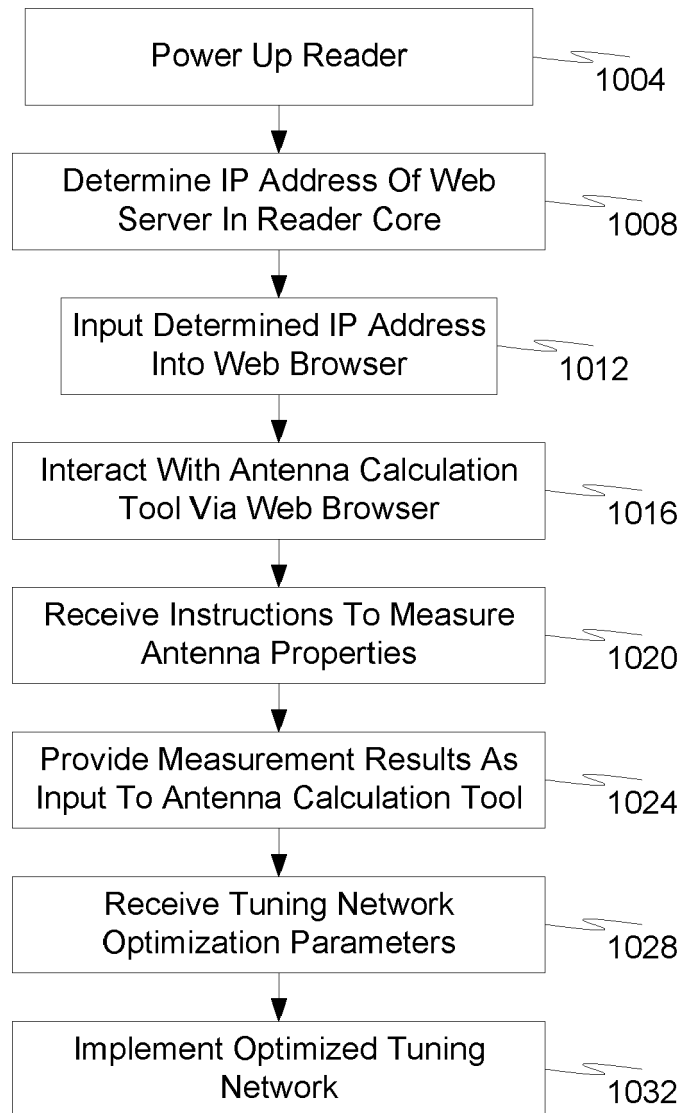 Power Up Reader
1004
Determine IP Address Of Web
Server In Reader Core
1008
Input Determined IP Address
Into Web Browser
1012
Interact With Antenna Calculation
Tool Via Web Browser
1016
Receive Instructions To Measure
Antenna Properties
1020
Provide Measurement Results As
Input To Antenna Calculation Tool
1024
Receive Tuning Network
Optimization Parameters
1028
Implement Optimized Tuning
Network
1032